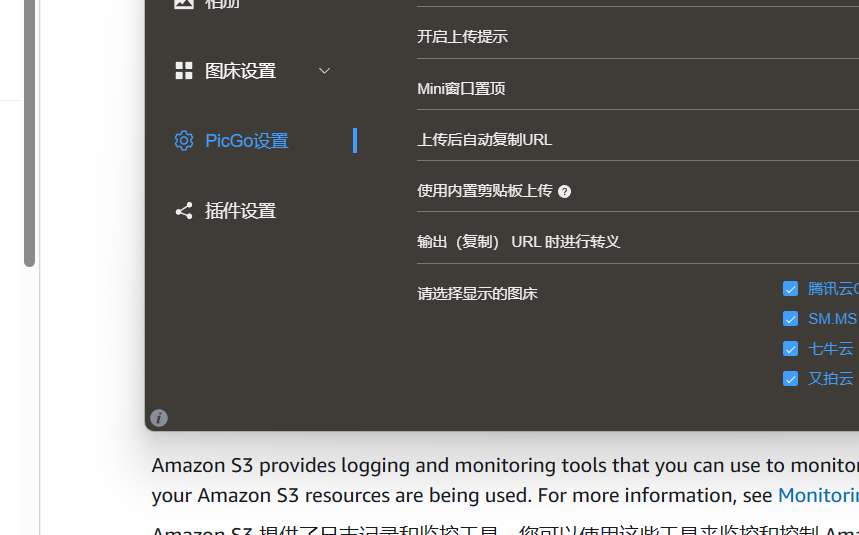 相册
开启上传提示
图床设置
Mini窗口置顶
PicGo设置
上传后自动复制URL
使用内置剪贴板上传
插件设置
输出（复制） URL 时进行转义
请选择显示的图床
腾讯云
SM.MS
七牛云
又拍云
Amazon S3 provides logging and monitoring tools that you can use to monitor
your Amazon S3 resources are being used. For more information, see Monitorin
Amazon S3 提供了日志记录和监控工具，您可以使用这些工具来监控和控制 Ama